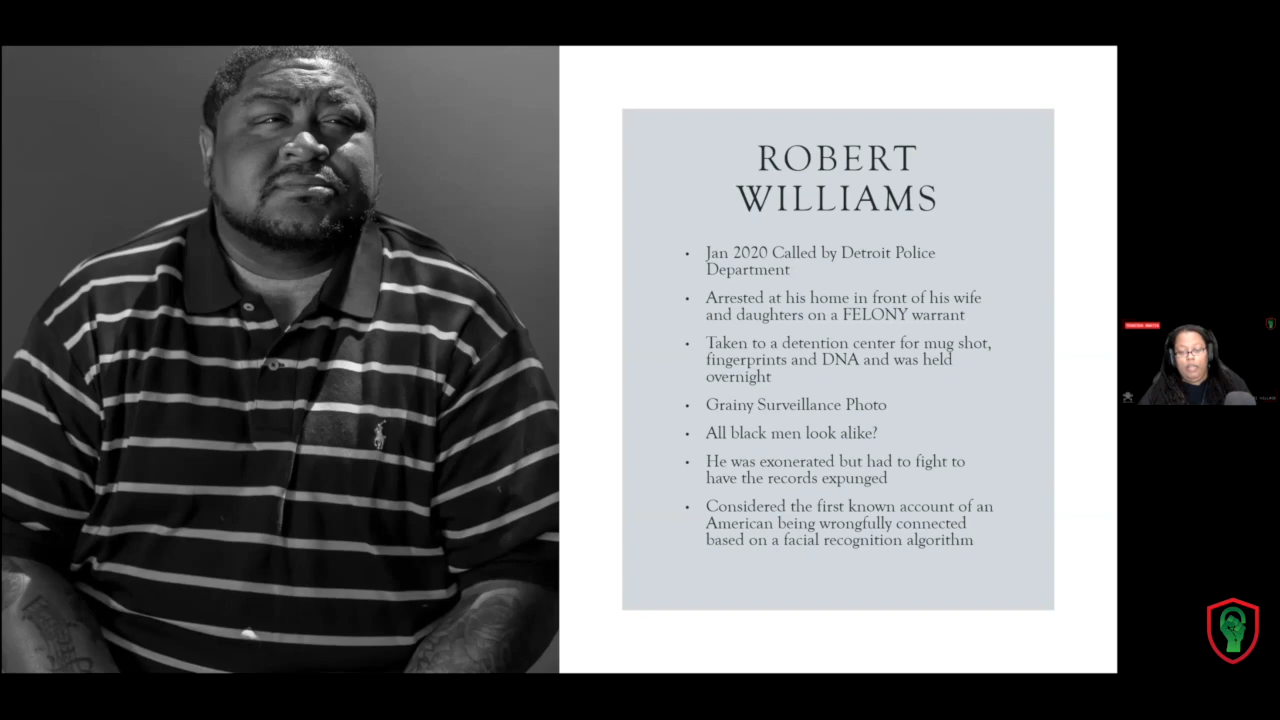 ROBERT
WILLIAMS
• Jan 2020 Called by Detroit Police
Department
• Arrested at his home in front of his wife
and daughters on a FELONY warrant
• Taken to a detention center for mug shot,
fingerprints and DNA and was held
overnight
• Grainy Surveillance Photo
• All black men look alike?
• He was exonerated but had to fight to
have the records expunged
• Considered the first known account of an
American being wrongfully connected
based on a facial recognition algorithm